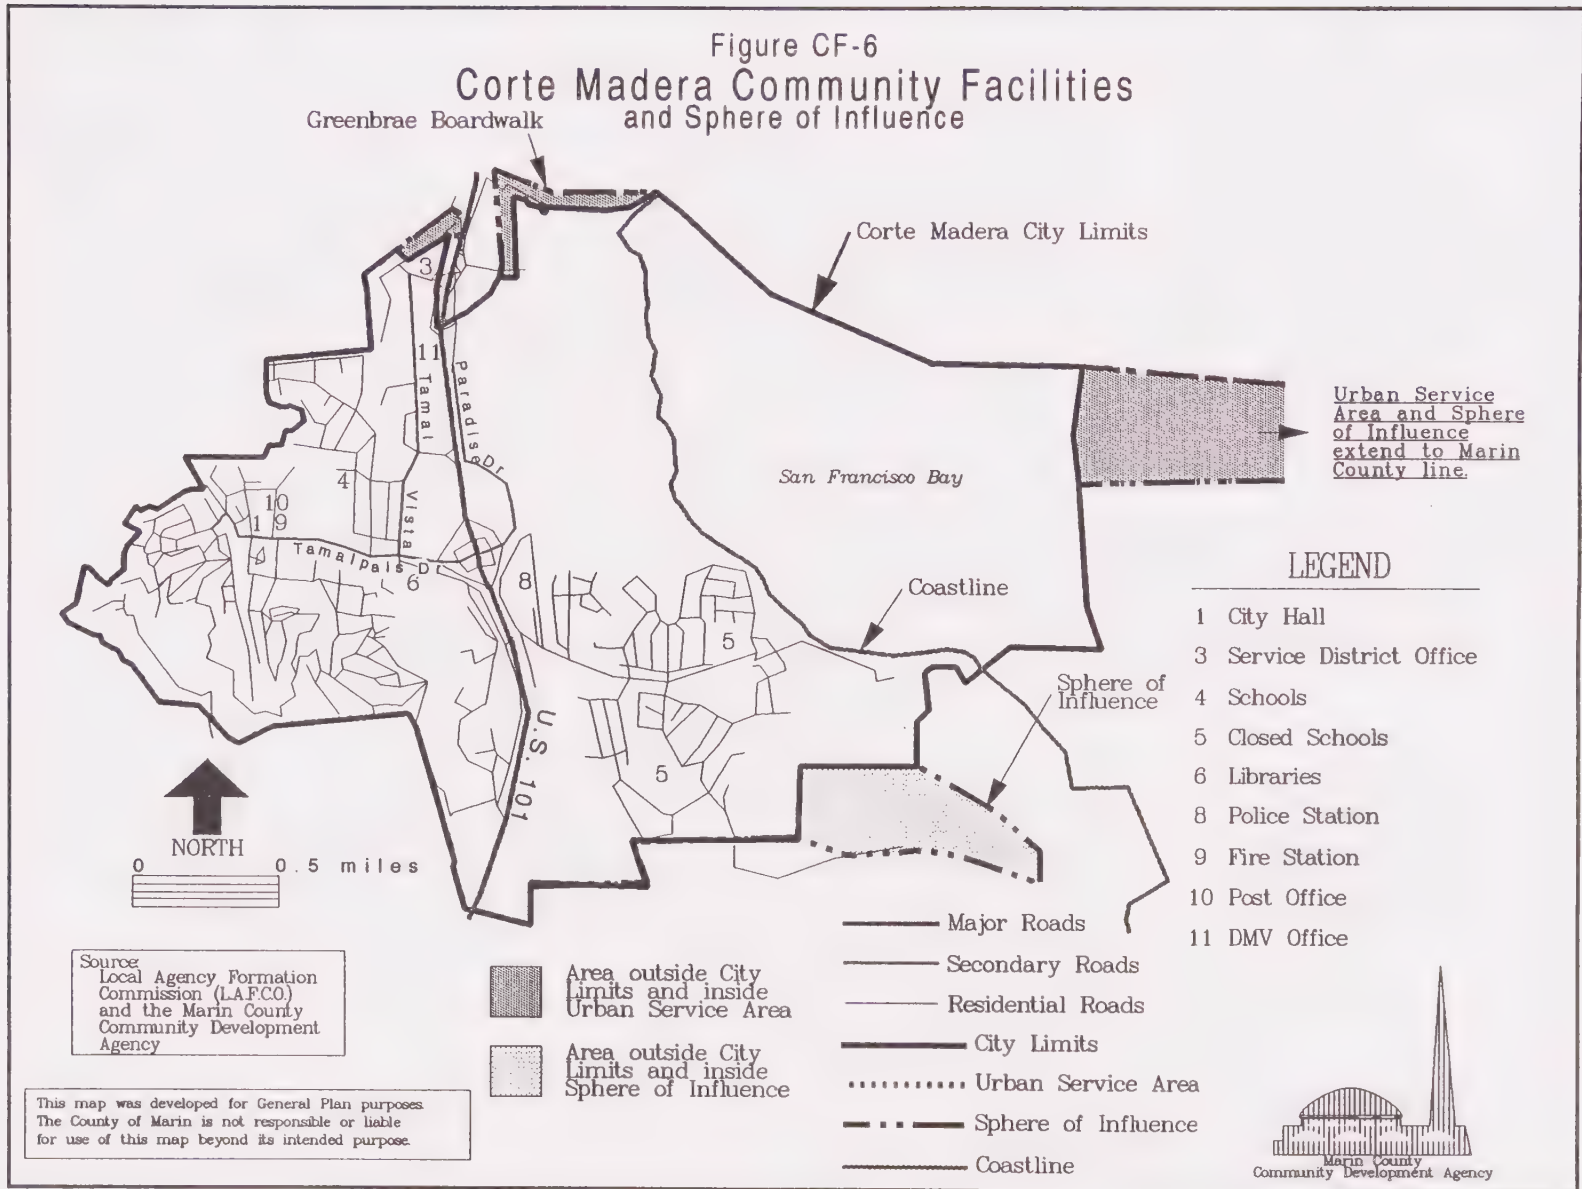 Figure CF-6
Corte Madera Community Facilities
and Sphere of Influence
Greenbrae Boardwalk
Corte Madera City Limits
3
11
Tamal
Vista
Paradise Dr
4
10
1 9
Tamalpais Dr
6
8
5
5
U.S. 101
San Francisco Bay
Coastline
Sphere of
Influence
Urban Service
Area and Sphere
of Influence
extend to Marin
County line.
LEGEND
1 City Hall
3 Service District Office
4 Schools
5 Closed Schools
6 Libraries
8 Police Station
9 Fire Station
10 Post Office
11 DMV Office
NORTH
0 0.5 miles
Source:
Local Agency Formation
Commission (L.A.F.C.O.)
and the Marin County
Community Development
Agency
This map was developed for General Plan purposes.
The County of Marin is not responsible or liable
for use of this map beyond its intended purpose.
Area outside City
Limits and inside
Urban Service Area
Area outside City
Limits and inside
Sphere of Influence
Major Roads
Secondary Roads
Residential Roads
City Limits
Urban Service Area
Sphere of Influence
Coastline
Marin County
Community Development Agency